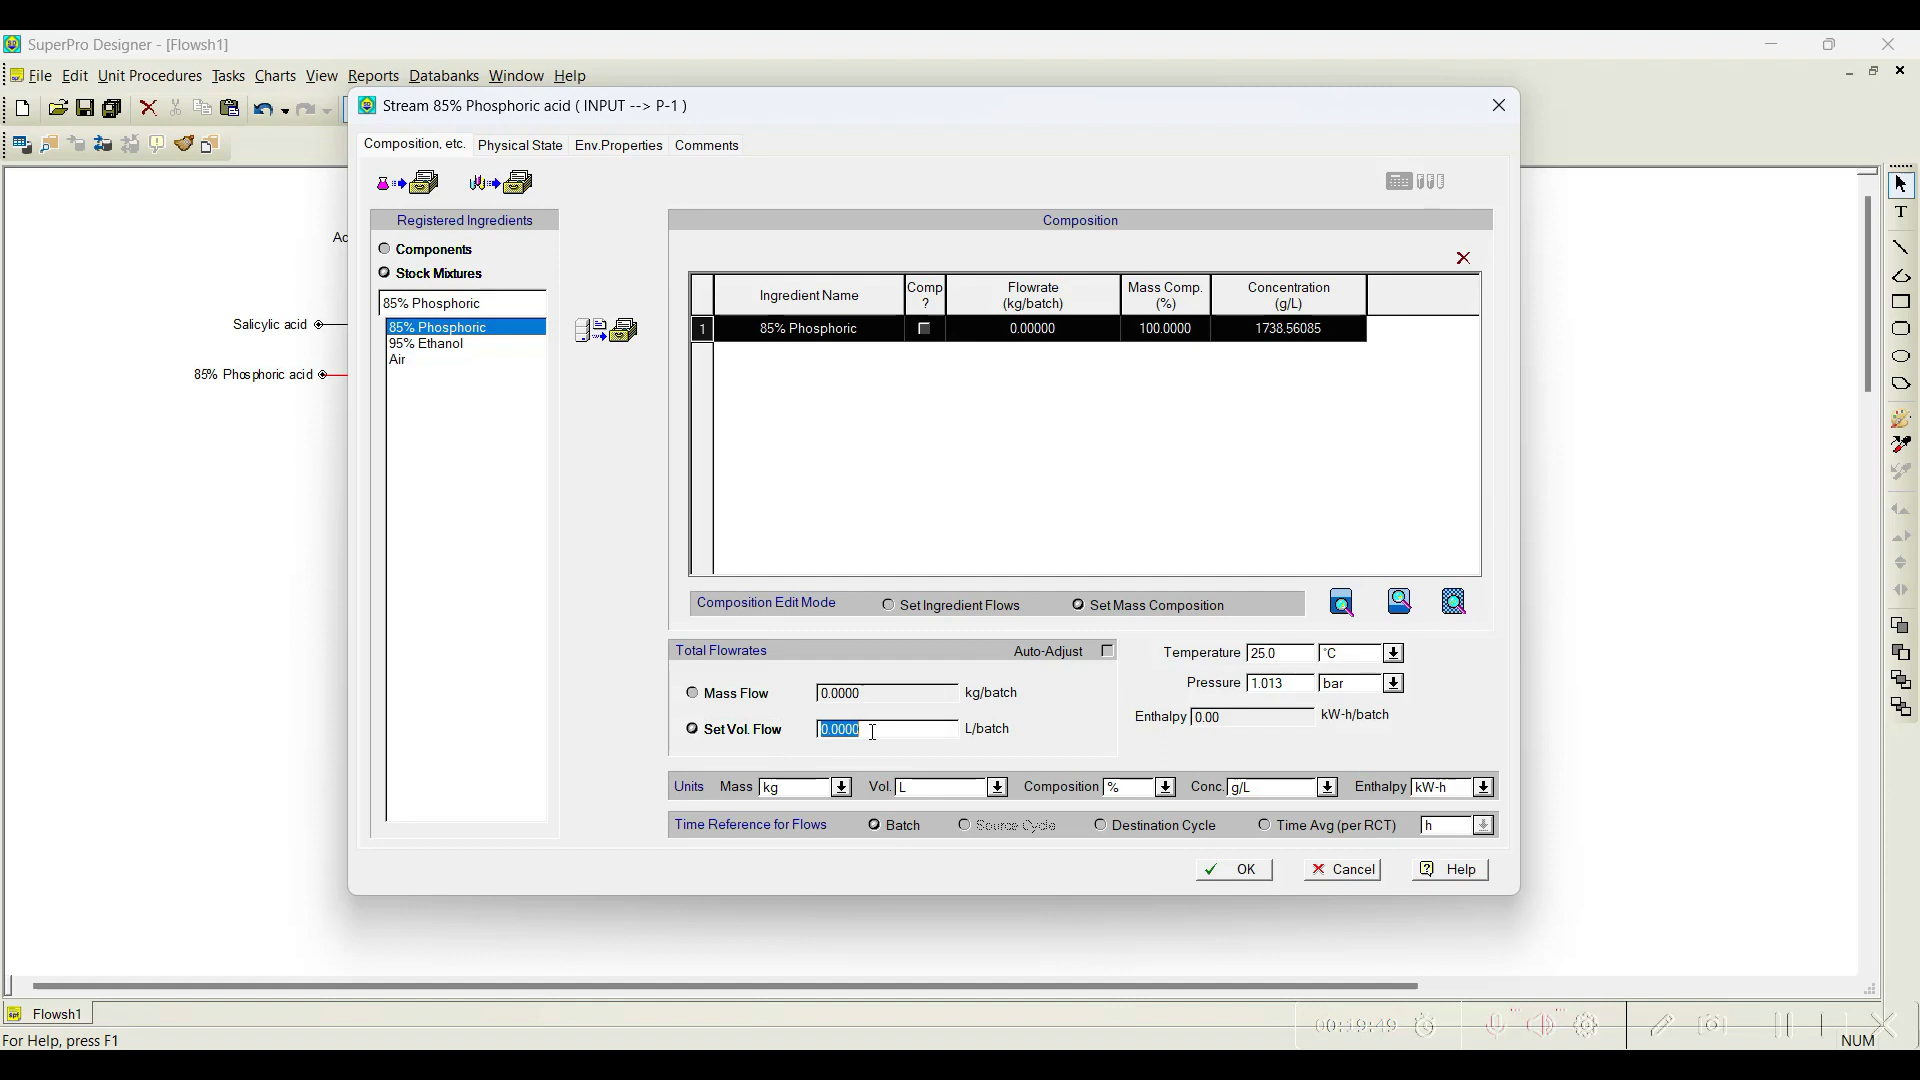 SuperPro Designer - [Flowsh1]
File Edit Unit Procedures Tasks Charts View Reports Databanks Window Help
Stream 85% Phosphoric acid ( INPUT --> P-1 )
Composition, etc. Physical State Env.Properties Comments
Registered Ingredients
Composition
Components
Stock Mixtures
85% Phosphoric
85% Phosphoric
95% Ethanol
Air
Ac
Salicylic acid
85% Phosphoric acid
Ingredient Name Comp ? Flowrate (kg/batch) Mass Comp. (%) Concentration (g/L)
1 85% Phosphoric 0.00000 100.0000 1738.56085
Composition Edit Mode Set Ingredient Flows Set Mass Composition
Total Flowrates Auto-Adjust
Mass Flow 0.0000 kg/batch
Set Vol. Flow 0.0000 L/batch
Temperature 25.0 °C
Pressure 1.013 bar
Enthalpy 0.00 kW-h/batch
Units Mass kg Vol. L Composition % Conc. g/L Enthalpy kW-h
Time Reference for Flows Batch Source Cycle Destination Cycle Time Avg (per RCT) h
OK Cancel Help
Flowsh1
00:19:49
For Help, press F1
NUM